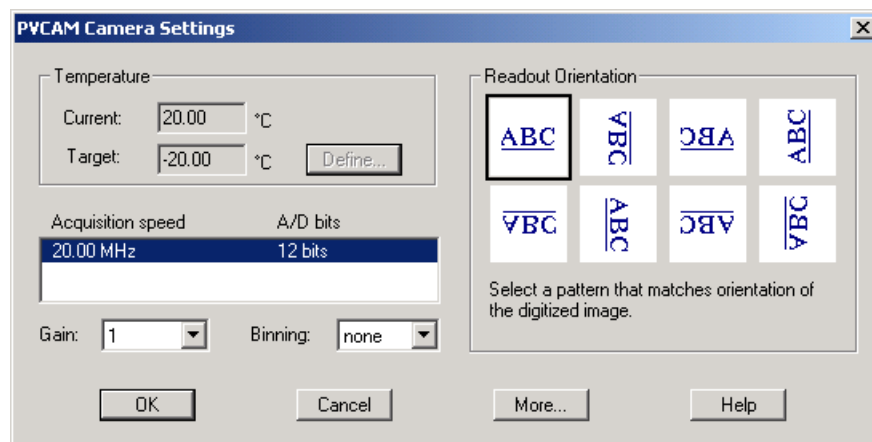 PVCAM Camera Settings
Temperature
Current: 20.00 °C
Target: -20.00 °C Define...
Acquisition speed A/D bits
20.00 MHz 12 bits
Gain: 1 Binning: none
Readout Orientation
ABC ABC ABC ABC
ABC ABC ABC ABC
Select a pattern that matches orientation of
the digitized image.
OK Cancel More... Help